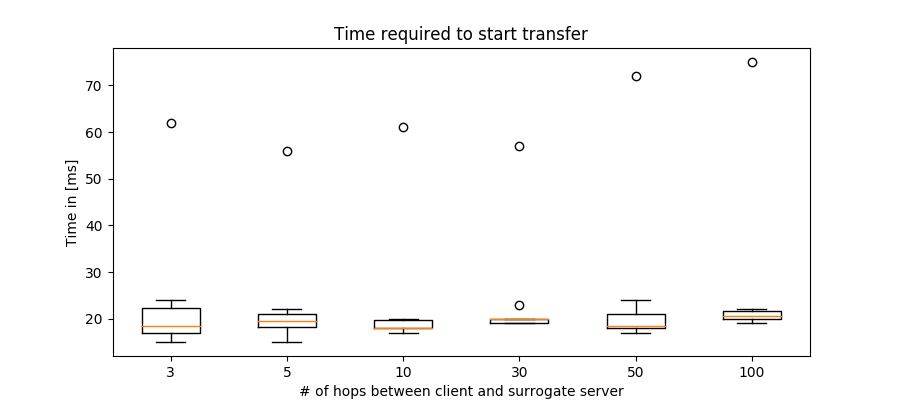 Time required to start transfer
Time in [ms]
70
60
50
40
30
20
3 5 10 30 50 100
# of hops between client and surrogate server